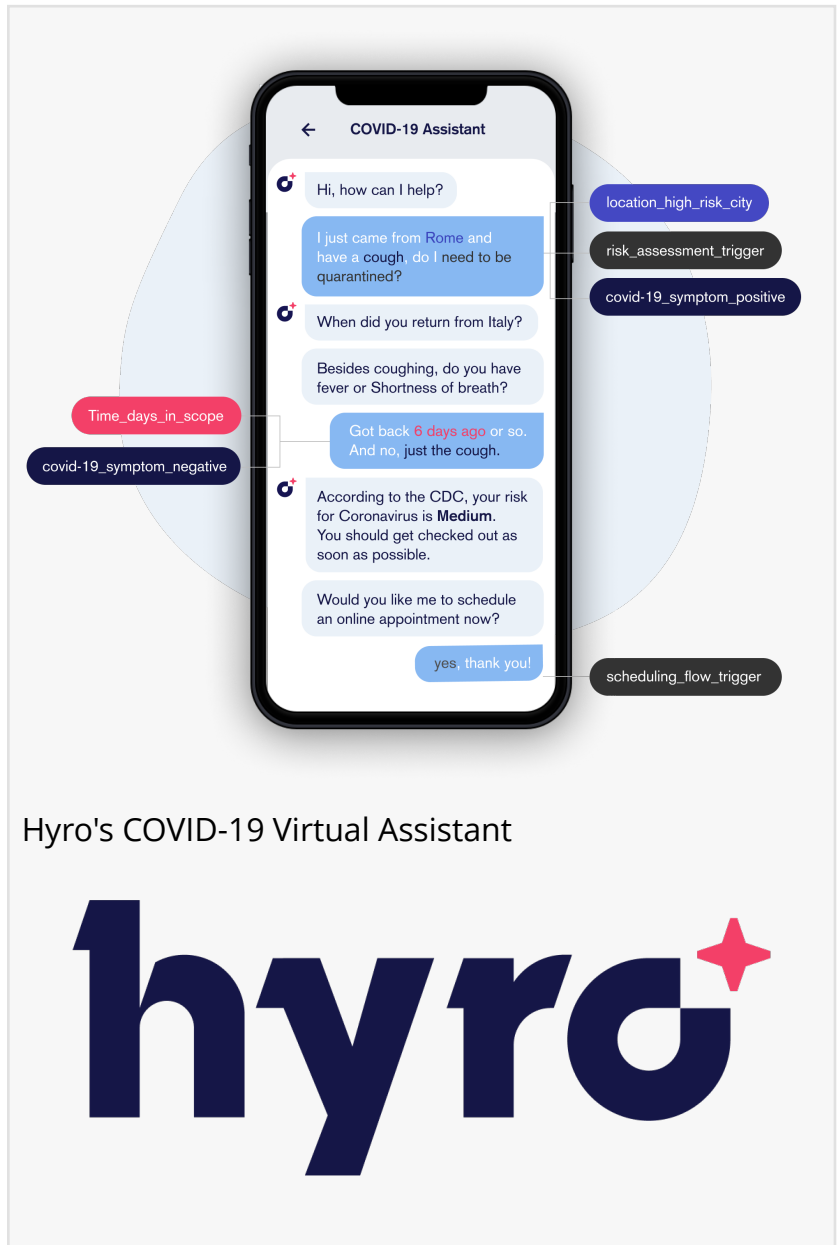 COVID-19 Assistant
Hi, how can I help?
I just came from Rome and
have a cough, do I need to be
quarantined?
location_high_risk_city
risk_assessment_trigger
covid-19_symptom_positive
When did you return from Italy?
Besides coughing, do you have
fever or Shortness of breath?
Time_days_in_scope
covid-19_symptom_negative
Got back 6 days ago or so.
And no, just the cough.
According to the CDC, your risk
for Coronavirus is Medium.
You should get checked out as
soon as possible.
Would you like me to schedule
an online appointment now?
yes, thank you!
scheduling_flow_trigger
Hyro's COVID-19 Virtual Assistant
hyro